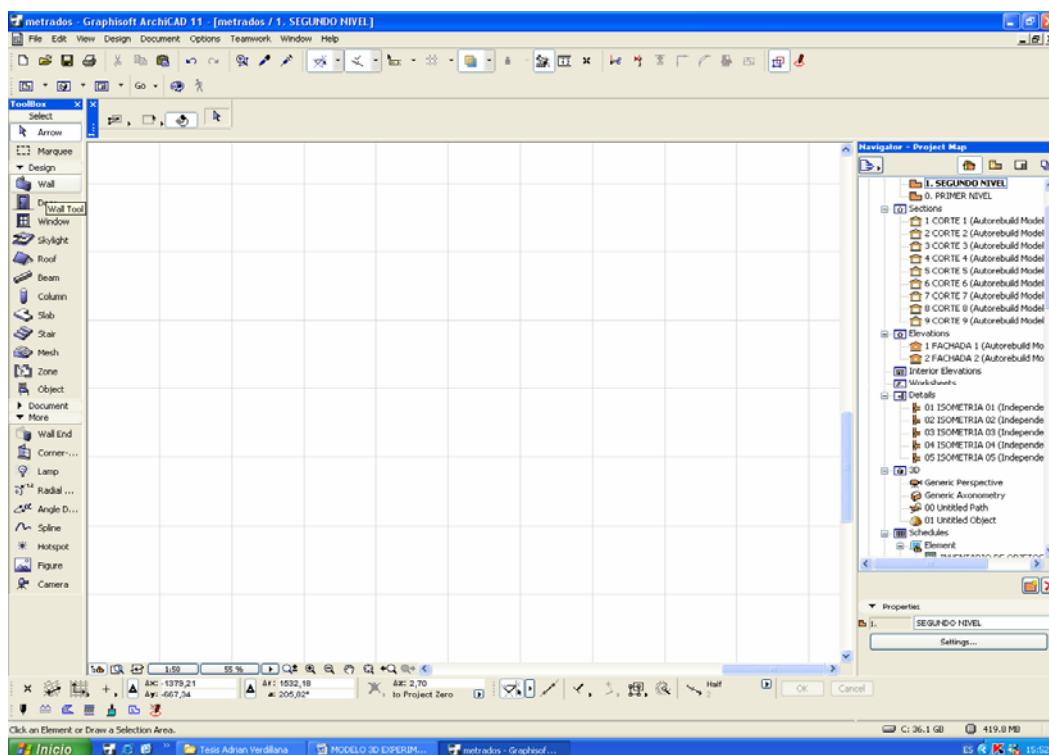 metrados - Graphisoft ArchiCAD 11 - [metrados / 1. SEGUNDO NIVEL]
File Edit View Design Document Options Teamwork Window Help
Go
ToolBox
Select
Arrow
Marquee
Design
Wall
Wall Tool
Window
Skylight
Roof
Beam
Column
Slab
Stair
Mesh
Zone
Object
Document
More
Wall End
Corner-...
Lamp
Radial ...
Angle D...
Spline
Hotspot
Figure
Camera
Navigator - Project Map
1. SEGUNDO NIVEL
0. PRIMER NIVEL
Sections
1 CORTE 1 (Autorebuild Model
2 CORTE 2 (Autorebuild Model
3 CORTE 3 (Autorebuild Model
4 CORTE 4 (Autorebuild Model
5 CORTE 5 (Autorebuild Model
6 CORTE 6 (Autorebuild Model
7 CORTE 7 (Autorebuild Model
8 CORTE 8 (Autorebuild Model
9 CORTE 9 (Autorebuild Model
Elevations
1 FACHADA 1 (Autorebuild Mo
2 FACHADA 2 (Autorebuild Mo
Interior Elevations
Worksheets
Details
01 ISOMETRIA 01 (Independe
02 ISOMETRIA 02 (Independe
03 ISOMETRIA 03 (Independe
04 ISOMETRIA 04 (Independe
05 ISOMETRIA 05 (Independe
3D
Generic Perspective
Generic Axonometry
00 Untitled Path
01 Untitled Object
Schedules
Element
INVENTARIO DE OBJETOS
Properties
1. SEGUNDO NIVEL
Settings...
1:50 55 %
Δx: -1379,21 Δr: 1532,18 Δz: 2,70 Half
Δy: -667,34 a: 205,82° to Project Zero 2
OK Cancel
Click an Element or Draw a Selection Area.
C: 36.1 GB 419.8 MB
Inicio Tesis Adrian Verdillana MODELO 3D EXPERIM... metrados - Graphisof... ES 15:52